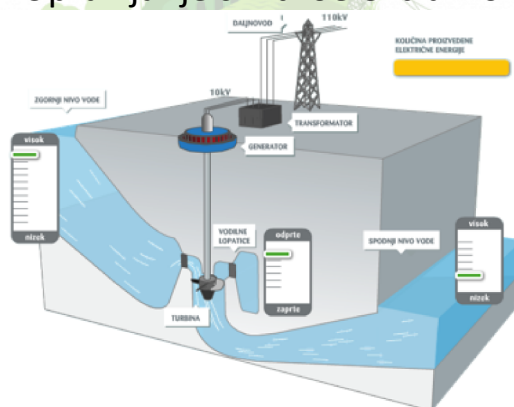 DALJNOVOD
110kV
KOLIČINA PROIZVEDENE
ELEKTRIČNE ENERGIJE
10kV
ZGORNJI NIVO VODE
TRANSFORMATOR
visok
GENERATOR
VODILNE
LOPATICE
odprte
SPODNJI NIVO VODE
visok
nizek
nizek
zaprte
TURBINA